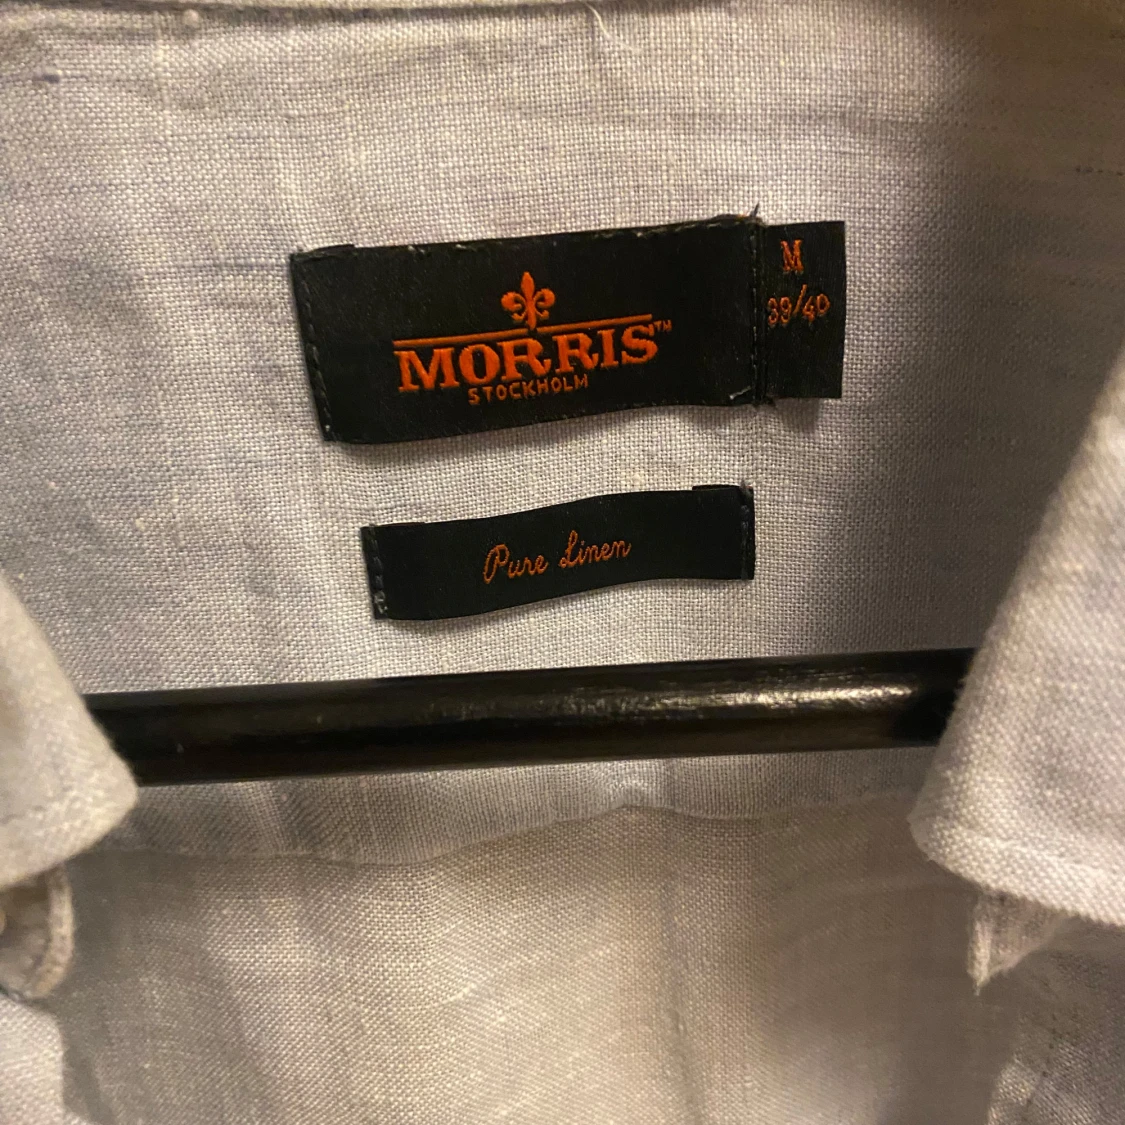 MORRIS™
STOCKHOLM
M
39/40
Pure Linen